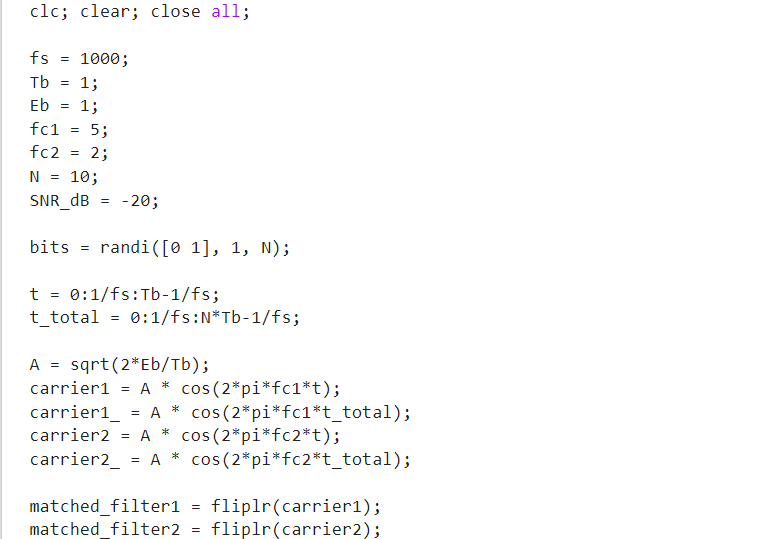 clc; clear; close all;
fs = 1000;
Tb = 1;
Eb = 1;
fc1 = 5;
fc2 = 2;
N = 10;
SNR_dB = -20;
bits = randi([0 1], 1, N);
t = 0:1/fs:Tb-1/fs;
t_total = 0:1/fs:N*Tb-1/fs;
A = sqrt(2*Eb/Tb);
carrier1 = A * cos(2*pi*fc1*t);
carrier1_ = A * cos(2*pi*fc1*t_total);
carrier2 = A * cos(2*pi*fc2*t);
carrier2_ = A * cos(2*pi*fc2*t_total);
matched_filter1 = fliplr(carrier1);
matched_filter2 = fliplr(carrier2);